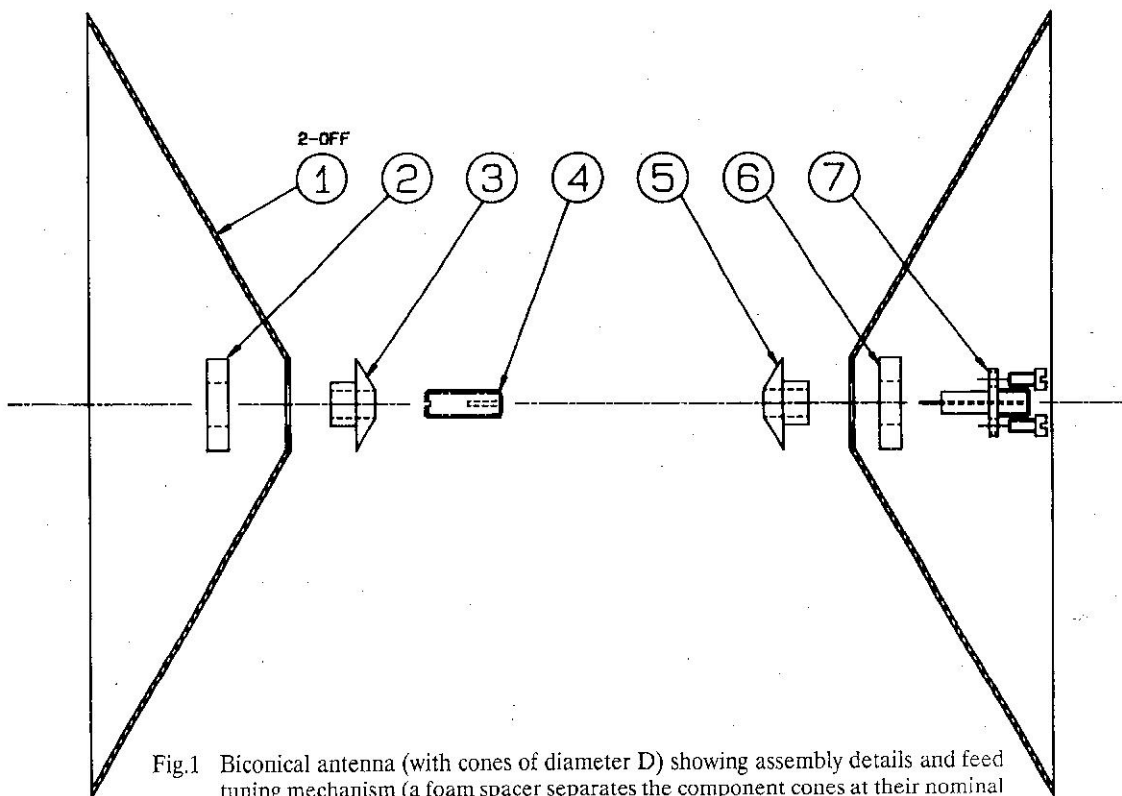 2-OFF
1 2 3 4 5 6 7
Fig.1 Biconical antenna (with cones of diameter D) showing assembly details and feed
tuning mechanism (a foam spacer separates the component cones at their nominal